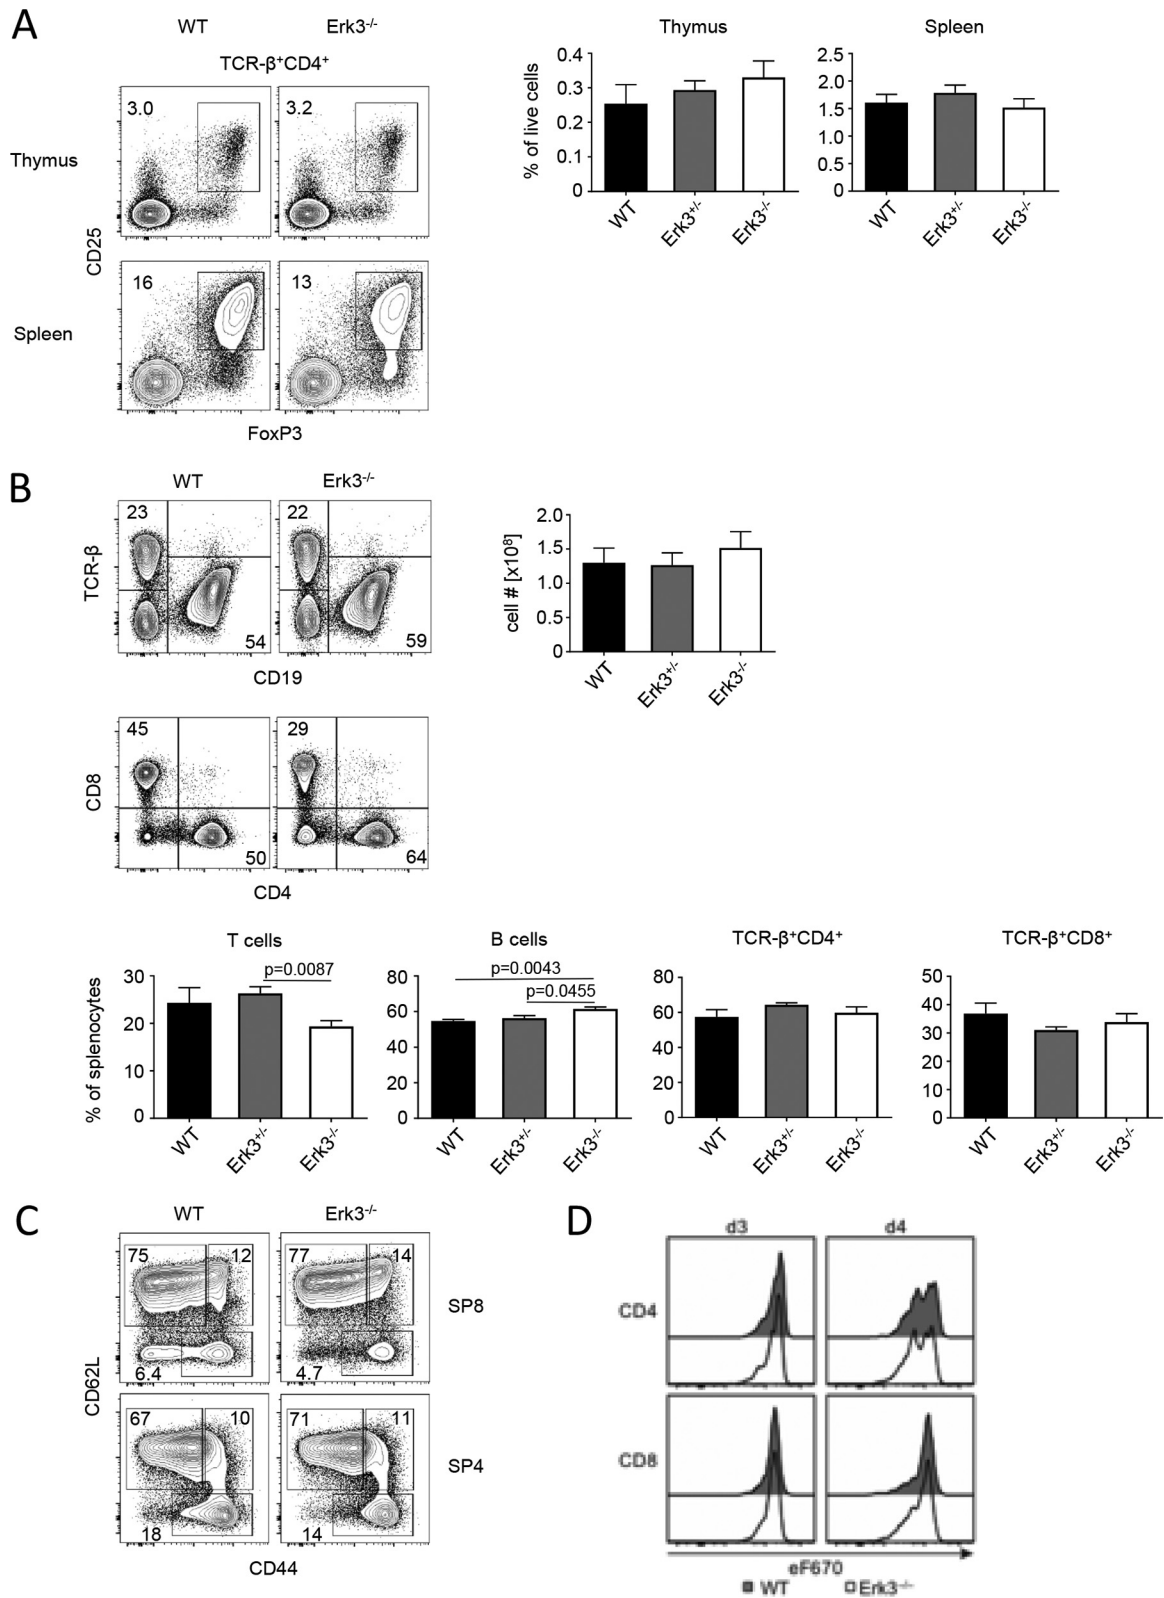 A
WT Erk3-/-
TCR-β+CD4+
Thymus
3.0 3.2
Spleen
16 13
CD25
FoxP3
Thymus Spleen
% of live cells
0.4
0.3
0.2
0.1
0
WT Erk3+/- Erk3-/-
2.5
2.0
1.5
1.0
0.5
0
WT Erk3+/- Erk3-/-
B
WT Erk3-/-
TCR-β
23 22
54 59
CD19
CD8
45 29
50 64
CD4
cell # [x10⁸]
2.0
1.5
1.0
0.5
0
WT Erk3+/- Erk3-/-
T cells
% of splenocytes
30
20
10
0
p=0.0087
WT Erk3+/- Erk3-/-
B cells
80
60
40
20
0
p=0.0043
p=0.0455
WT Erk3+/- Erk3-/-
TCR-β+CD4+
80
60
40
20
0
WT Erk3+/- Erk3-/-
TCR-β+CD8+
50
40
30
20
10
0
WT Erk3+/- Erk3-/-
C
WT Erk3-/-
75 12 77 14
SP8
6.4 4.7
CD62L
67 10 71 11
SP4
18 14
CD44
D
d3 d4
CD4
CD8
eF670
WT Erk3-/-